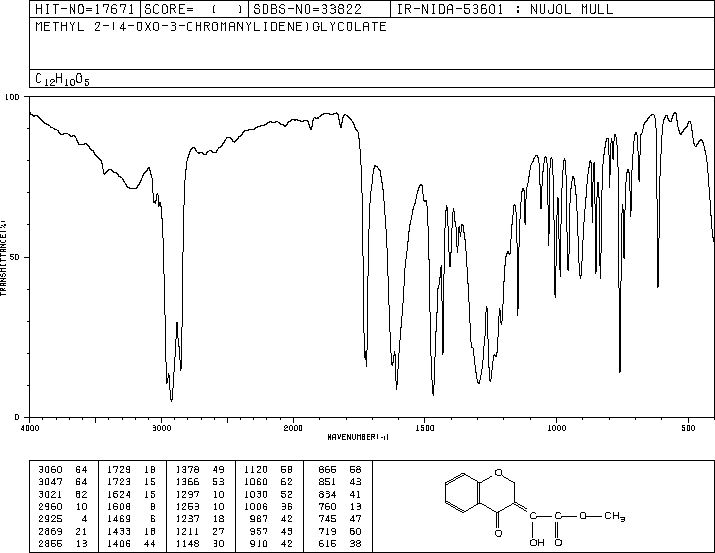 HIT-NO=17671 SCORE= ( ) SDBS-NO=33822 IR-NIDA-53601 : NUJOL MULL
METHYL 2-(4-OXO-3-CHROMANYLIDENE)GLYCOLATE
C12H10O5
100
50
0
TRANSMITTANCE(%)
4000 3000 2000 1500 1000 500
WAVENUMBER(-1)
3060 64 1729 18 1378 49 1120 58 866 58
3047 64 1723 15 1366 53 1060 62 851 43
3021 62 1624 15 1297 10 1030 52 834 41
2960 10 1608 8 1253 10 1006 36 760 13
2925 4 1469 6 1237 18 987 42 745 47
2869 21 1433 18 1211 27 957 49 719 60
2855 13 1406 44 1148 30 910 42 616 38
O
O
OH
O
O
CH3